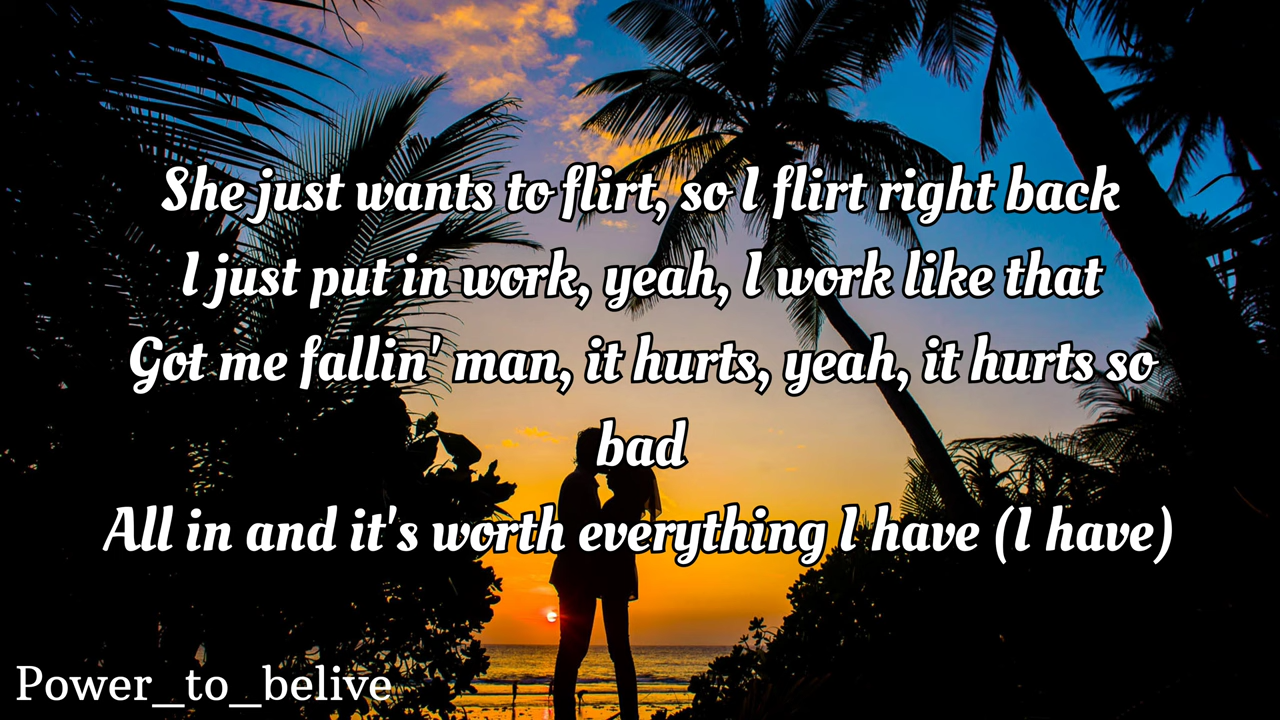 She just wants to flirt, so I flirt right back
I just put in work, yeah, I work like that
Got me fallin' man, it hurts, yeah, it hurts so
bad
All in and it's worth everything I have (I have)
Power_to_belive